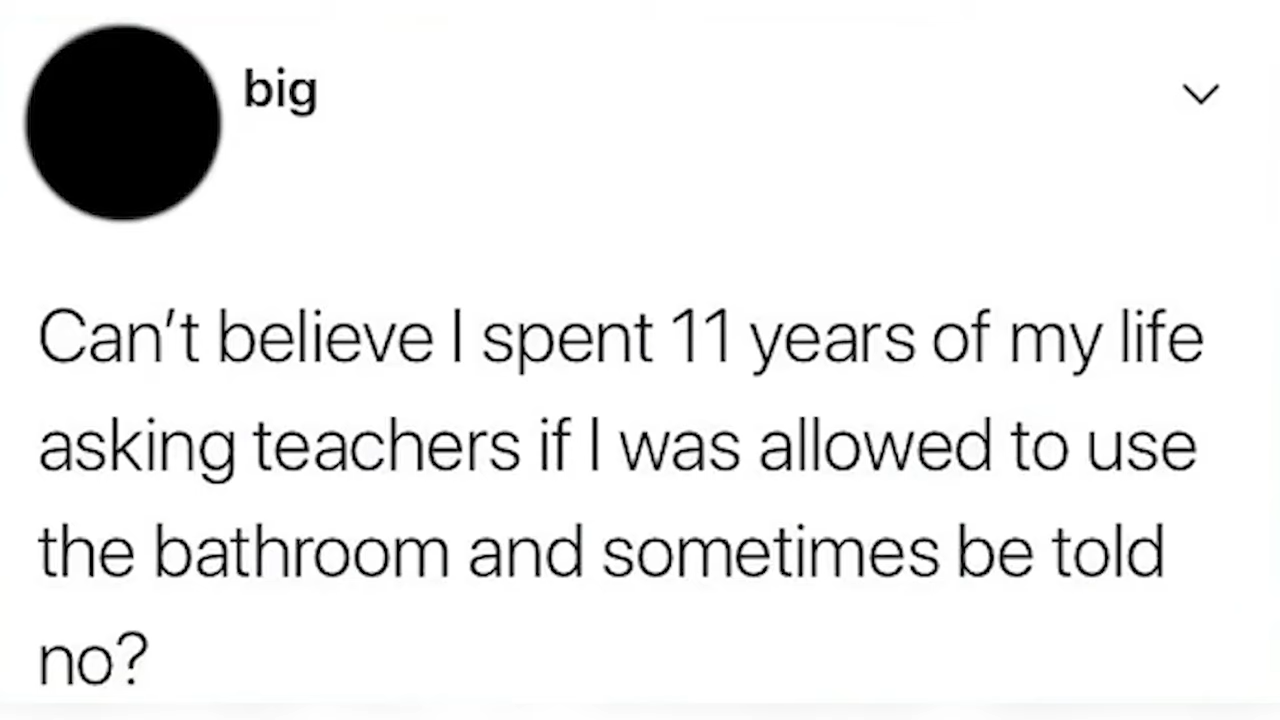 big
Can’t believe I spent 11 years of my life
asking teachers if I was allowed to use
the bathroom and sometimes be told
no?